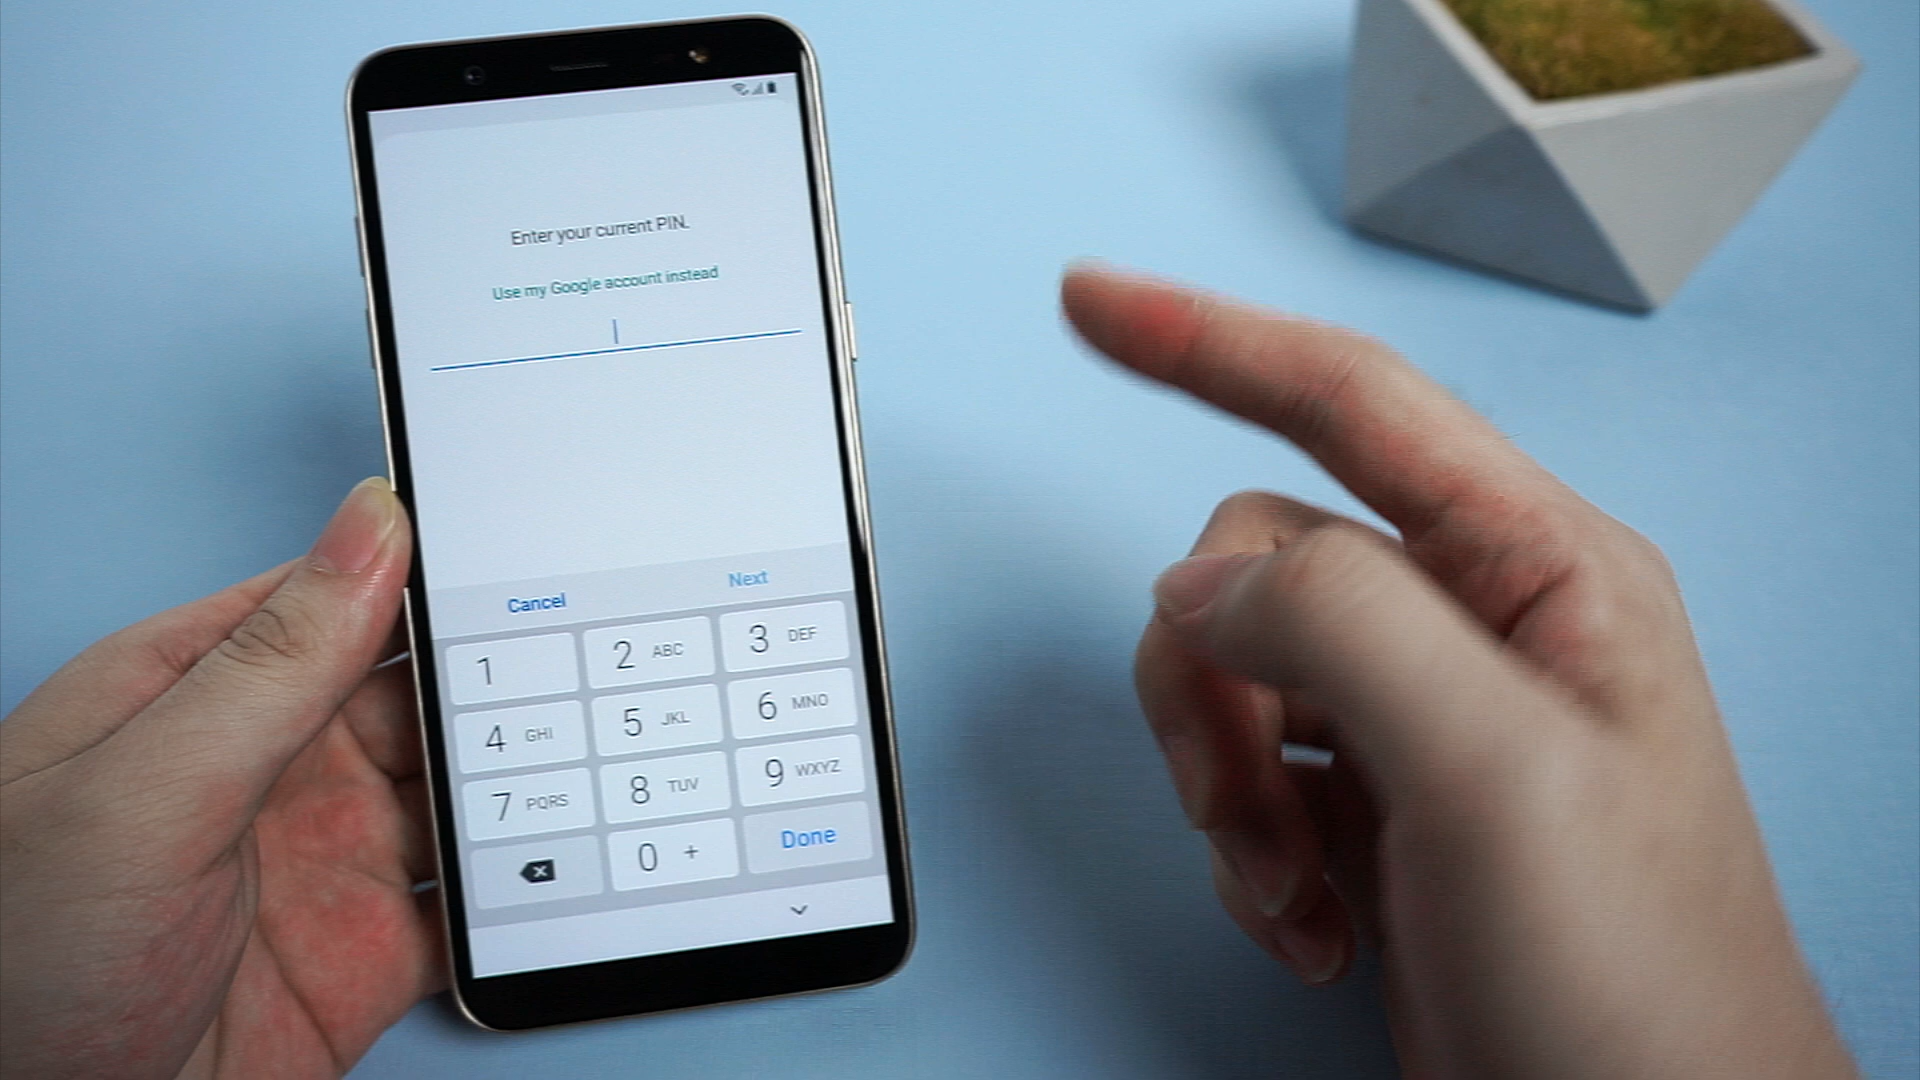 Enter your current PIN.
Use my Google account instead
Cancel Next
1 2 ABC 3 DEF
4 GHI 5 JKL 6 MNO
7 PQRS 8 TUV 9 WXYZ
0 + Done